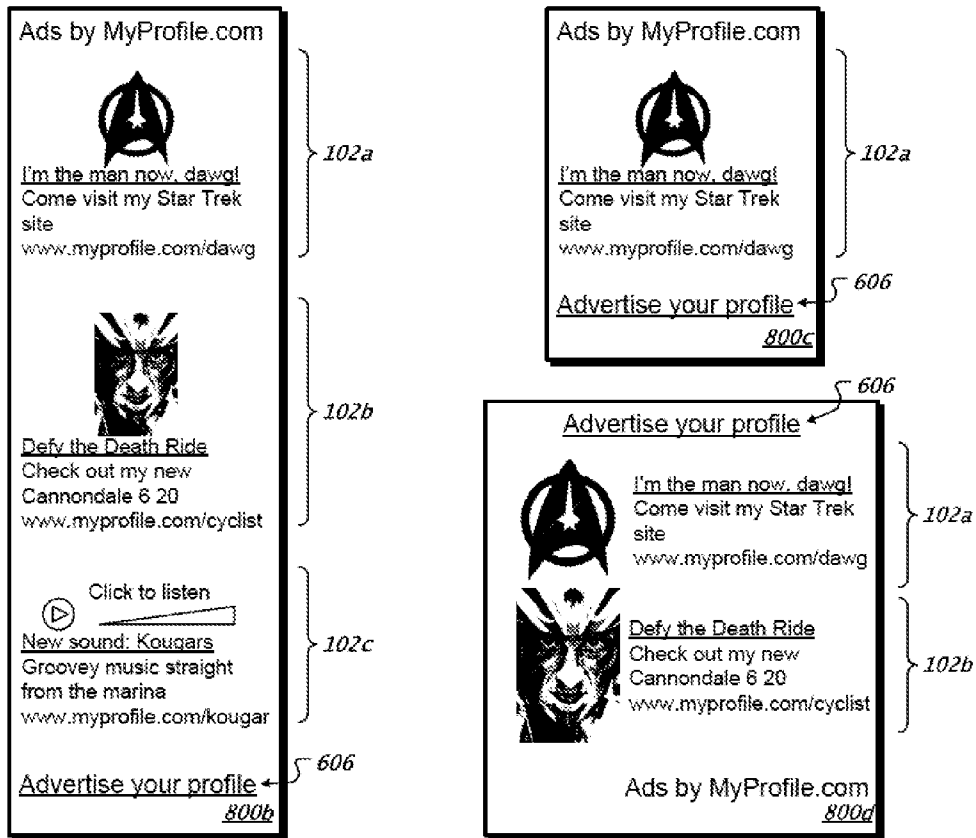 Ads by MyProfile.com
I'm the man now, dawg!
Come visit my Star Trek
site
www.myprofile.com/dawg
102a
Defy the Death Ride
Check out my new
Cannondale 6 20
www.myprofile.com/cyclist
102b
Click to listen
New sound: Kougars
Groovey music straight
from the marina
www.myprofile.com/kougar
102c
Advertise your profile
606
800b
Ads by MyProfile.com
I'm the man now, dawg!
Come visit my Star Trek
site
www.myprofile.com/dawg
102a
Advertise your profile
606
800c
606
Advertise your profile
I'm the man now, dawg!
Come visit my Star Trek
site
www.myprofile.com/dawg
102a
Defy the Death Ride
Check out my new
Cannondale 6 20
www.myprofile.com/cyclist
102b
Ads by MyProfile.com
800d